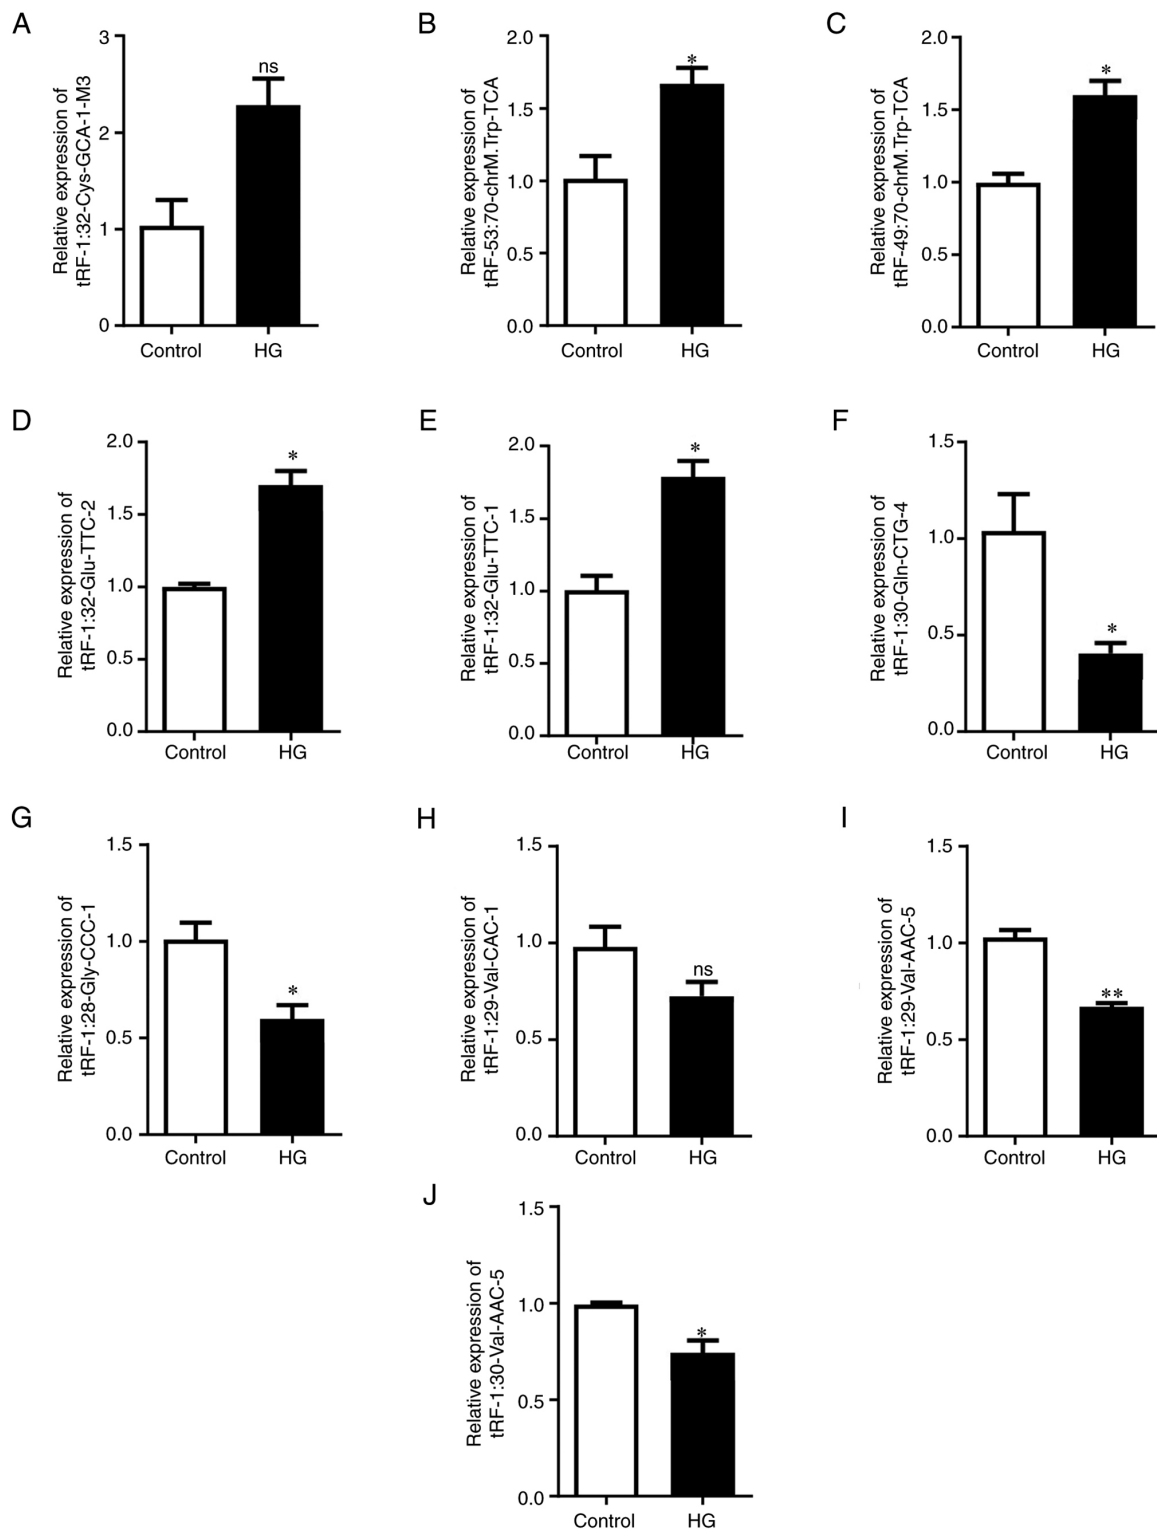 A
Relative expression of
tRF-1:32-Cys-GCA-1-M3
3
2
1
0
ns
Control
HG
B
Relative expression of
tRF-53:70-chrM.Trp-TCA
2.0
1.5
1.0
0.5
0.0
*
Control
HG
C
Relative expression of
tRF-49:70-chrM.Trp-TCA
2.0
1.5
1.0
0.5
0.0
*
Control
HG
D
Relative expression of
tRF-1:32-Glu-TTC-2
2.0
1.5
1.0
0.5
0.0
*
Control
HG
E
Relative expression of
tRF-1:32-Glu-TTC-1
2.0
1.5
1.0
0.5
0.0
*
Control
HG
F
Relative expression of
tRF-1:30-Gln-CTG-4
1.5
1.0
0.5
0.0
*
Control
HG
G
Relative expression of
tRF-1:28-Gly-CCC-1
1.5
1.0
0.5
0.0
*
Control
HG
H
Relative expression of
tRF-1:29-Val-CAC-1
1.5
1.0
0.5
0.0
ns
Control
HG
I
Relative expression of
tRF-1:29-Val-AAC-5
1.5
1.0
0.5
0.0
**
Control
HG
J
Relative expression of
tRF-1:30-Val-AAC-5
1.5
1.0
0.5
0.0
*
Control
HG